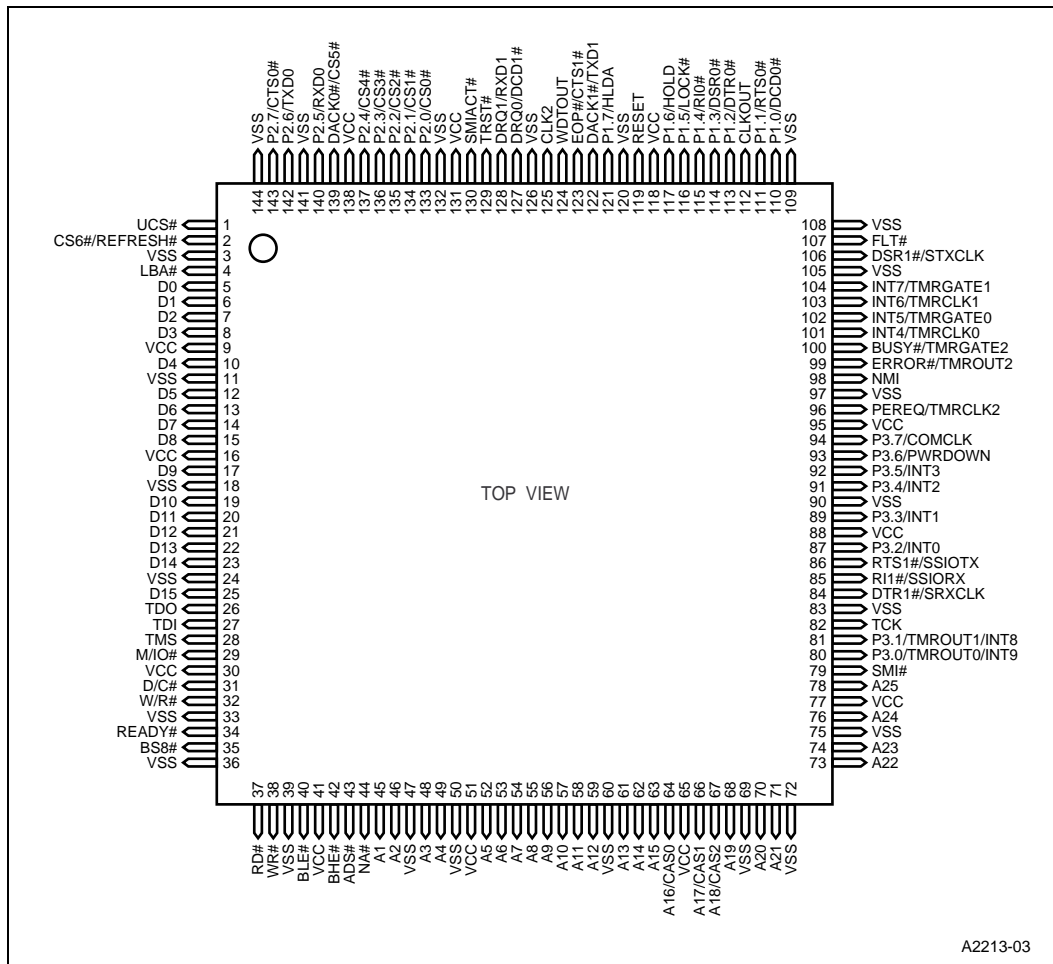 VSS
P2.7/CTS0#
P2.6/TXD0
VSS
P2.5/RXD0
DACK0#/CS5#
VCC
P2.4/CS4#
P2.3/CS3#
P2.2/CS2#
P2.1/CS1#
P2.0/CS0#
VSS
VCC
SMIACT#
TRST#
DRQ1/RXD1
DRQ0/DCD1#
VSS
CLK2
WDTOUT
EOP#/CTS1#
DACK1#/TXD1
P1.7/HLDA
VSS
RESET
VCC
P1.6/HOLD
P1.5/LOCK#
P1.4/RI0#
P1.3/DSR0#
P1.2/DTR0#
CLKOUT
P1.1/RTS0#
P1.0/DCD0#
VSS
144 143 142 141 140 139 138 137 136 135 134 133 132 131 130 129 128 127 126 125 124 123 122 121 120 119 118 117 116 115 114 113 112 111 110 109
UCS# 1
CS6#/REFRESH# 2
VSS 3
LBA# 4
D0 5
D1 6
D2 7
D3 8
VCC 9
D4 10
VSS 11
D5 12
D6 13
D7 14
D8 15
VCC 16
D9 17
VSS 18
D10 19
D11 20
D12 21
D13 22
D14 23
VSS 24
D15 25
TDO 26
TDI 27
TMS 28
M/IO# 29
VCC 30
D/C# 31
W/R# 32
VSS 33
READY# 34
BS8# 35
VSS 36
TOP VIEW
108 VSS
107 FLT#
106 DSR1#/STXCLK
105 VSS
104 INT7/TMRGATE1
103 INT6/TMRCLK1
102 INT5/TMRGATE0
101 INT4/TMRCLK0
100 BUSY#/TMRGATE2
99 ERROR#/TMROUT2
98 NMI
97 VSS
96 PEREQ/TMRCLK2
95 VCC
94 P3.7/COMCLK
93 P3.6/PWRDOWN
92 P3.5/INT3
91 P3.4/INT2
90 VSS
89 P3.3/INT1
88 VCC
87 P3.2/INT0
86 RTS1#/SSIOTX
85 RI1#/SSIORX
84 DTR1#/SRXCLK
83 VSS
82 TCK
81 P3.1/TMROUT1/INT8
80 P3.0/TMROUT0/INT9
79 SMI#
78 A25
77 VCC
76 A24
75 VSS
74 A23
73 A22
37 38 39 40 41 42 43 44 45 46 47 48 49 50 51 52 53 54 55 56 57 58 59 60 61 62 63 64 65 66 67 68 69 70 71 72
RD#
WR#
VSS
BLE#
VCC
BHE#
ADS#
NA#
A1
A2
VSS
A3
A4
VSS
VCC
A5
A6
A7
A8
A9
A10
A11
A12
VSS
A13
A14
A15
A16/CAS0
VCC
A17/CAS1
A18/CAS2
A19
VSS
A20
A21
VSS
A2213-03